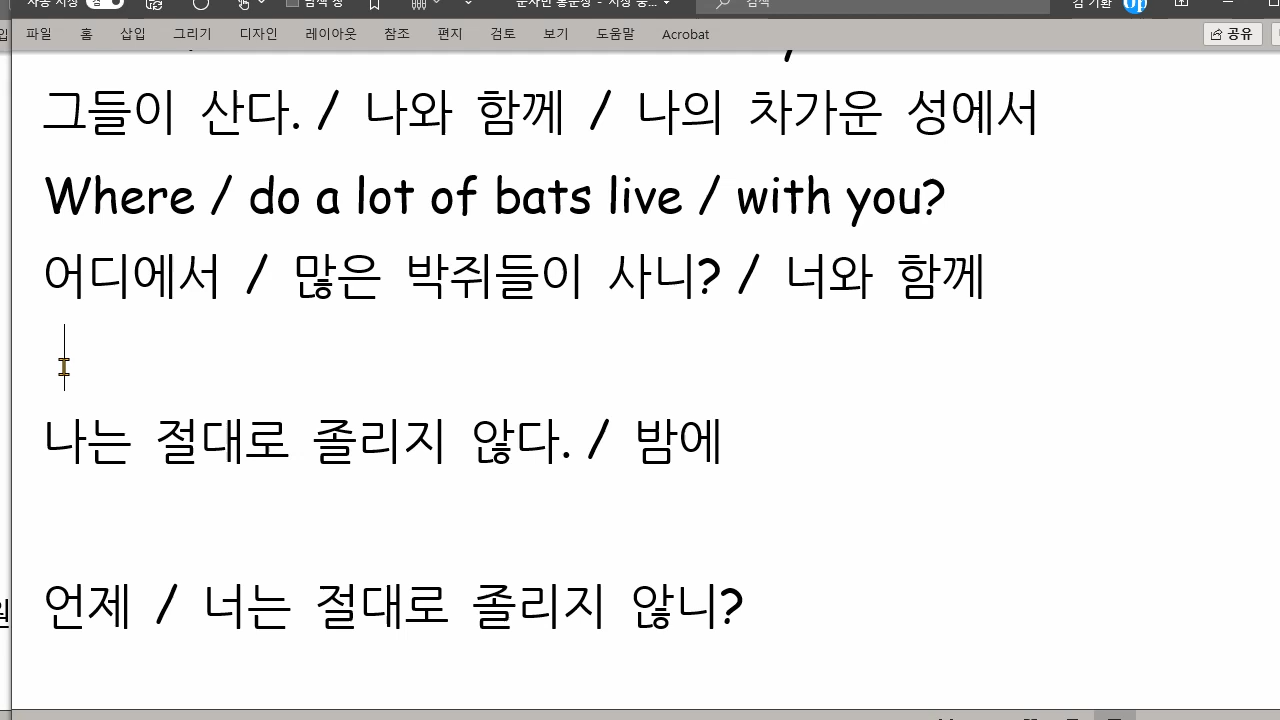 파일 홈 삽입 그리기 디자인 레이아웃 참조 편지 검토 보기 도움말 Acrobat 공유
그들이 산다. / 나와 함께 / 나의 차가운 성에서
Where / do a lot of bats live / with you?
어디에서 / 많은 박쥐들이 사니? / 너와 함께
나는 절대로 졸리지 않다. / 밤에
언제 / 너는 절대로 졸리지 않니?